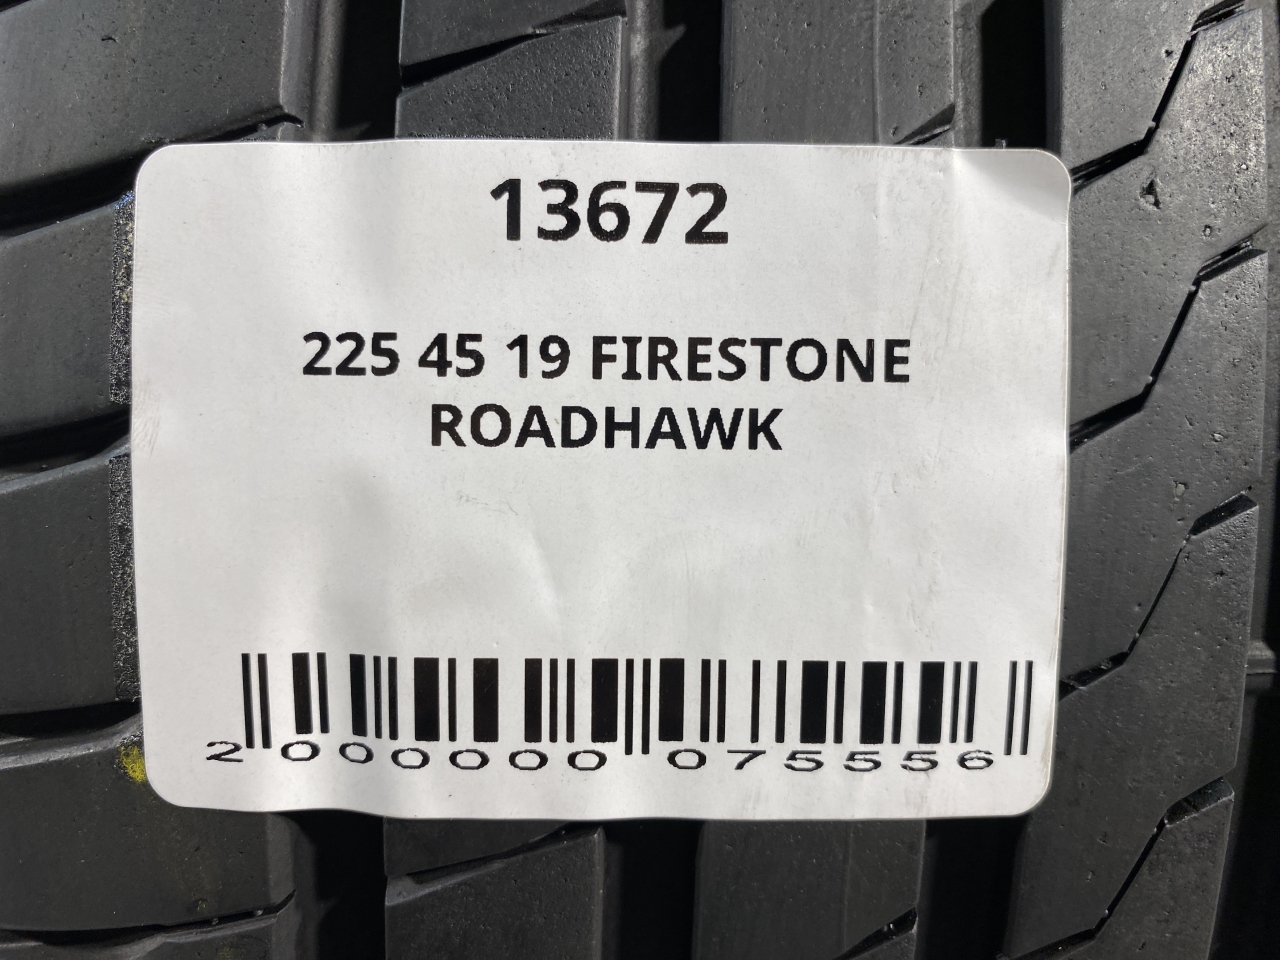 13672
225 45 19 FIRESTONE
ROADHAWK
2 000000 075556